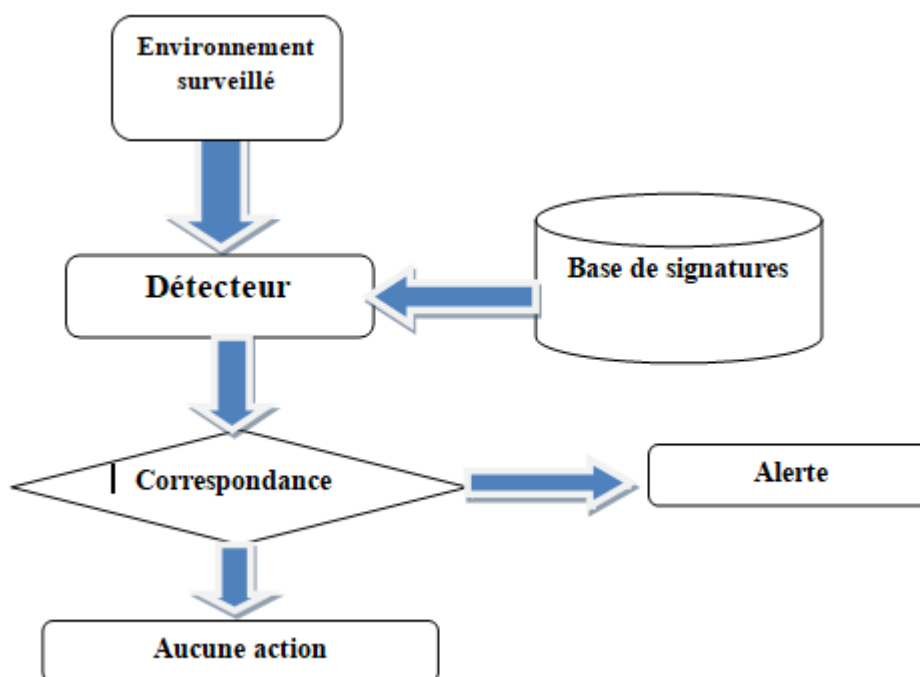 Environnement
surveillé
Détecteur
Base de signatures
Correspondance
Alerte
Aucune action